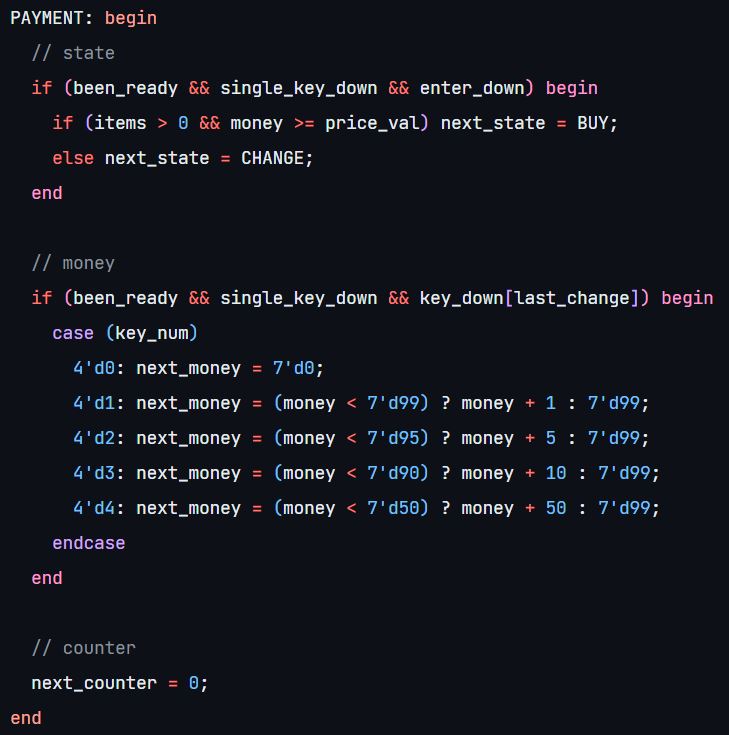 PAYMENT: begin
// state
if (been_ready && single_key_down && enter_down) begin
if (items > 0 && money >= price_val) next_state = BUY;
else next_state = CHANGE;
end
// money
if (been_ready && single_key_down && key_down[last_change]) begin
case (key_num)
4'd0: next_money = 7'd0;
4'd1: next_money = (money < 7'd99) ? money + 1 : 7'd99;
4'd2: next_money = (money < 7'd95) ? money + 5 : 7'd99;
4'd3: next_money = (money < 7'd90) ? money + 10 : 7'd99;
4'd4: next_money = (money < 7'd50) ? money + 50 : 7'd99;
endcase
end
// counter
next_counter = 0;
end